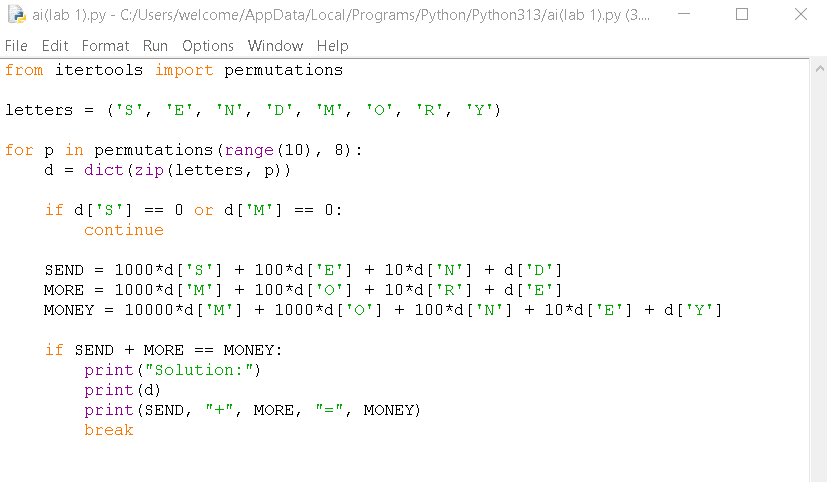 ai(lab 1).py - C:/Users/welcome/AppData/Local/Programs/Python/Python313/ai(lab 1).py (3....
File Edit Format Run Options Window Help
from itertools import permutations

letters = ('S', 'E', 'N', 'D', 'M', 'O', 'R', 'Y')

for p in permutations(range(10), 8):
    d = dict(zip(letters, p))

    if d['S'] == 0 or d['M'] == 0:
        continue

    SEND = 1000*d['S'] + 100*d['E'] + 10*d['N'] + d['D']
    MORE = 1000*d['M'] + 100*d['O'] + 10*d['R'] + d['E']
    MONEY = 10000*d['M'] + 1000*d['O'] + 100*d['N'] + 10*d['E'] + d['Y']

    if SEND + MORE == MONEY:
        print("Solution:")
        print(d)
        print(SEND, "+", MORE, "=", MONEY)
        break